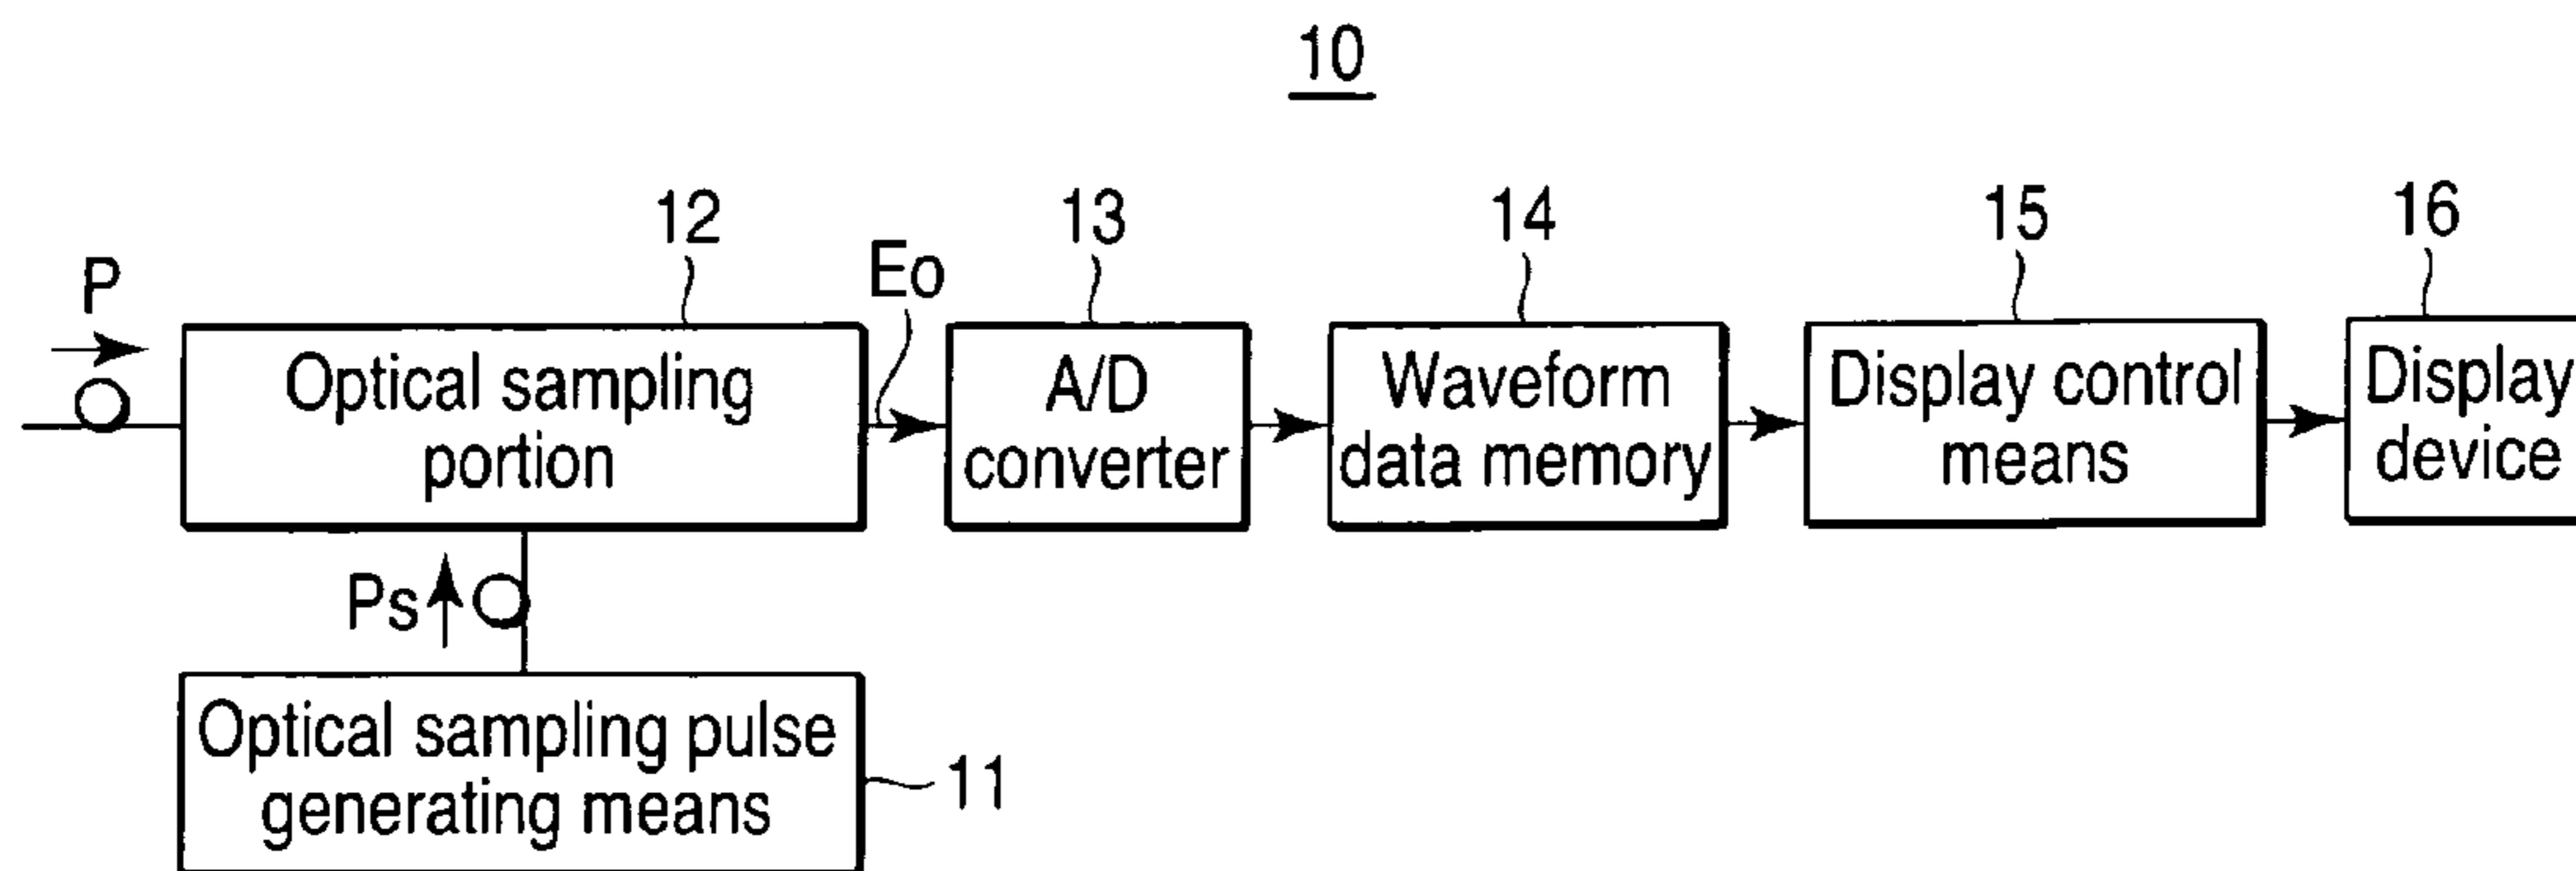 10
12
13
14
15
16
P
Eo
Optical sampling
portion
A/D
converter
Waveform
data memory
Display control
means
Display
device
Ps
Optical sampling pulse
generating means
11